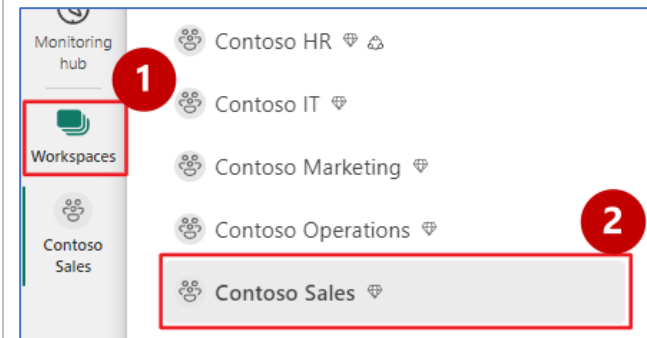 Monitoring
hub
1
Workspaces
Contoso
Sales
Contoso HR
Contoso IT
Contoso Marketing
Contoso Operations
2
Contoso Sales